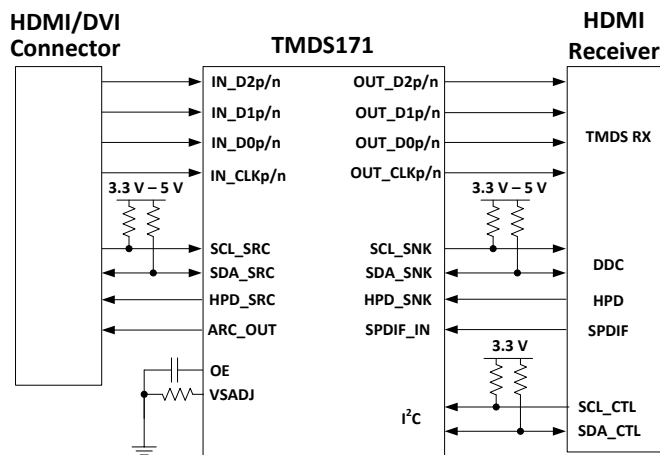 HDMI/DVI
Connector
TMDS171
HDMI
Receiver
IN_D2p/n
OUT_D2p/n
IN_D1p/n
OUT_D1p/n
IN_D0p/n
OUT_D0p/n
TMDS RX
IN_CLKp/n
OUT_CLKp/n
3.3 V – 5 V
3.3 V – 5 V
SCL_SRC
SCL_SNK
SDA_SRC
SDA_SNK
DDC
HPD_SRC
HPD_SNK
HPD
ARC_OUT
SPDIF_IN
SPDIF
3.3 V
OE
VSADJ
I²C
SCL_CTL
SDA_CTL